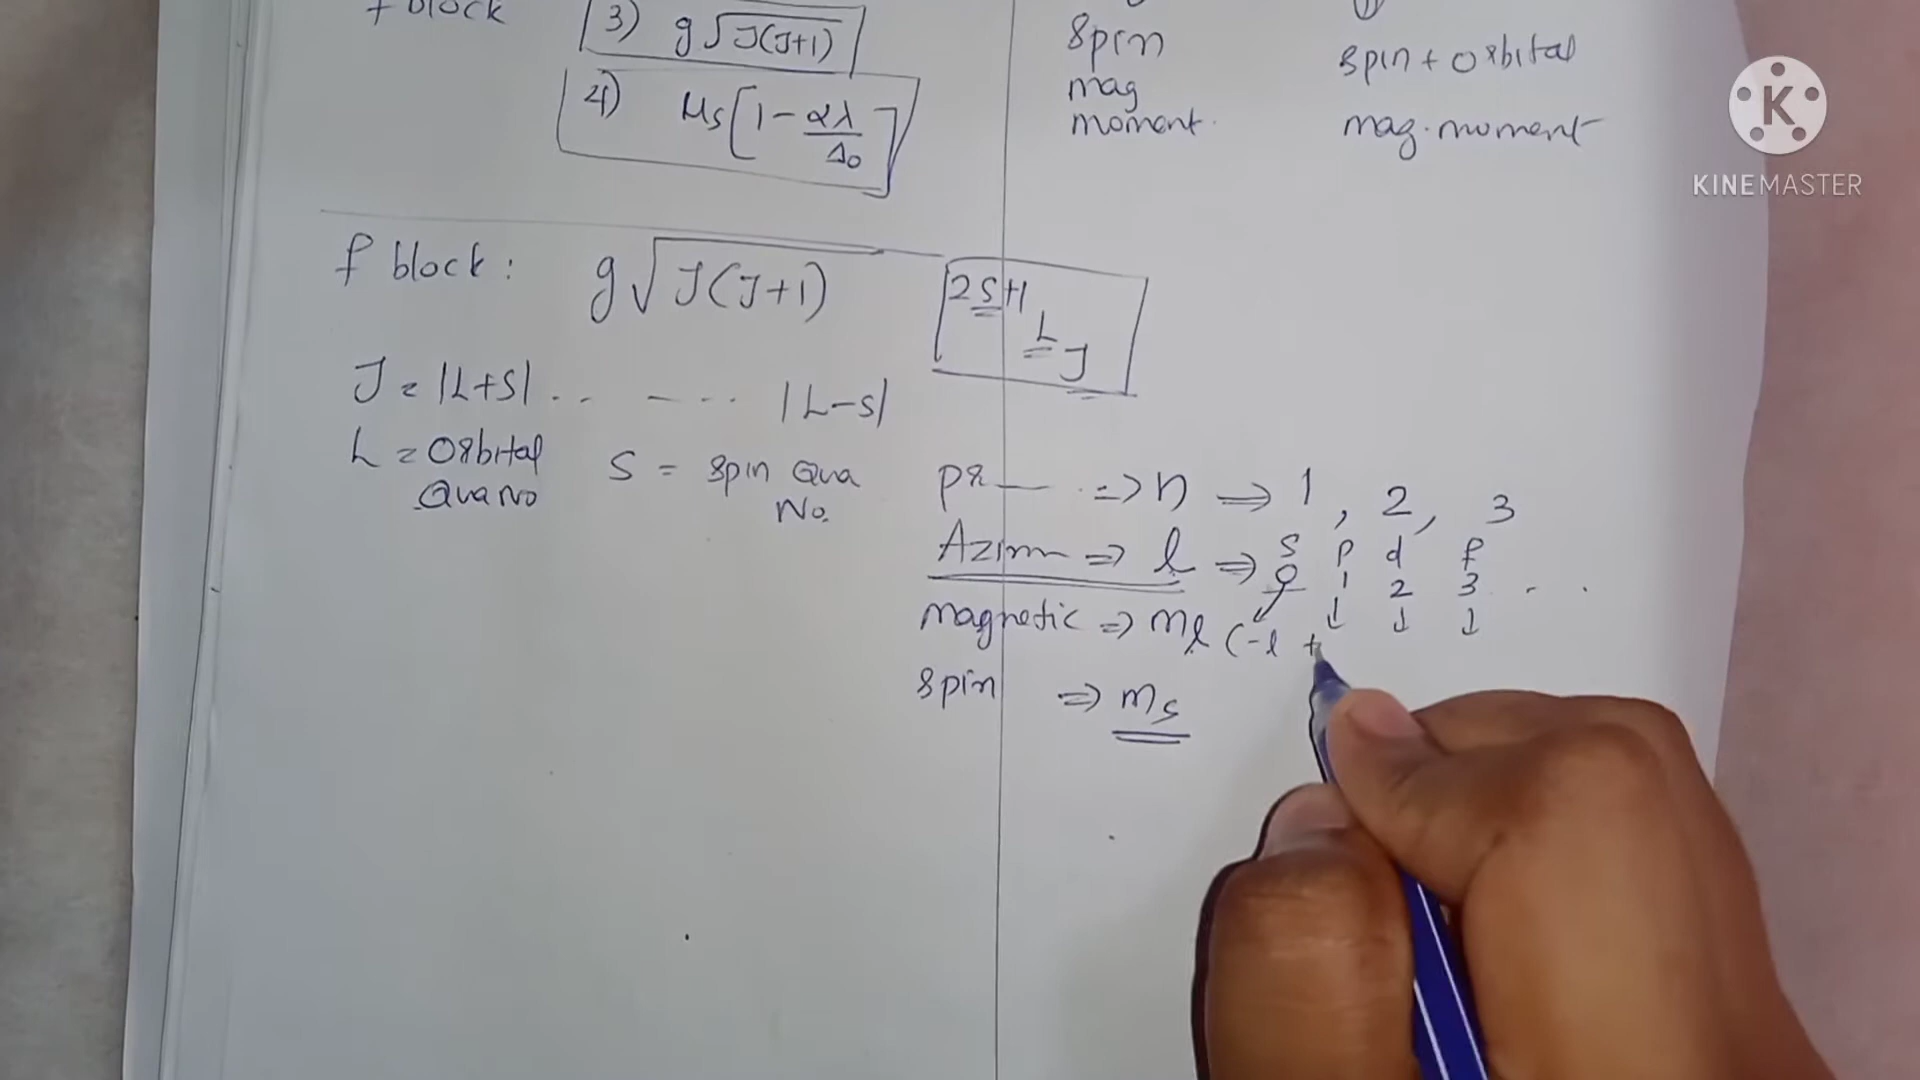 f block
3) g√J(J+1)
4) μs[1-αλ/Δo]
spin
mag
moment.
spin + orbital
mag. moment
KINEMASTER
f block : g√J(J+1)
2S+1 L J
J = |L+S| .. - - .. |L-S|
L = Orbital
Qua No
S = spin Qua
No.
pr— => n => 1, 2, 3
Azim => l => s p d f
0 1 2 3 . .
magnetic => ml (-l +
spin => ms